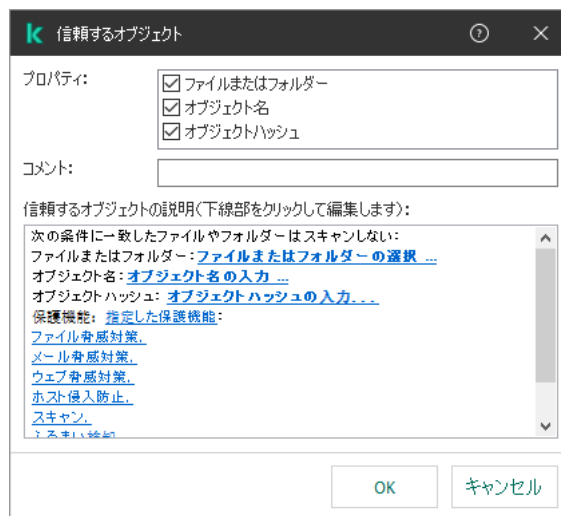 信頼するオブジェクト
プロパティ:
ファイルまたはフォルダー
オブジェクト名
オブジェクトハッシュ
コメント:
信頼するオブジェクトの説明(下線部をクリックして編集します):
次の条件に一致したファイルやフォルダーはスキャンしない:
ファイルまたはフォルダー: ファイルまたはフォルダーの選択 ...
オブジェクト名: オブジェクト名の入力 ...
オブジェクトハッシュ: オブジェクトハッシュの入力...
保護機能: 指定した保護機能:
ファイル脅威対策,
メール脅威対策,
ウェブ脅威対策,
ホスト侵入防止,
スキャン,
ふるまい検知
OK
キャンセル